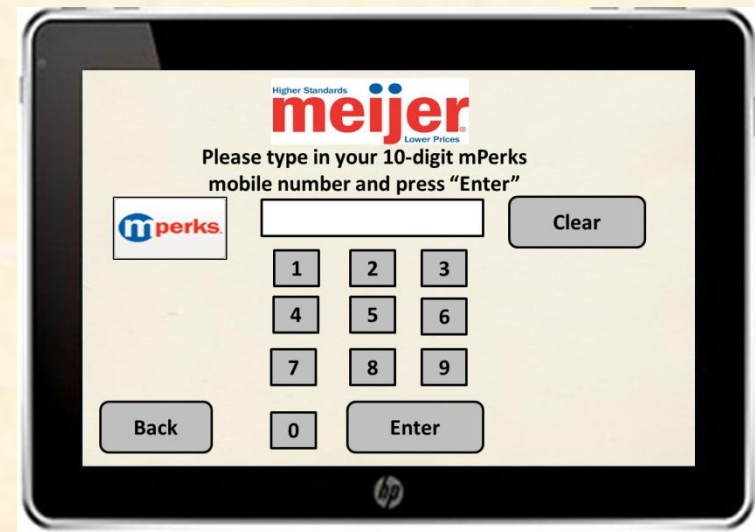 Higher Standards
meijer
Lower Prices
Please type in your 10-digit mPerks
mobile number and press “Enter”
mperks
Clear
1 2 3
4 5 6
7 8 9
Back 0 Enter
hp